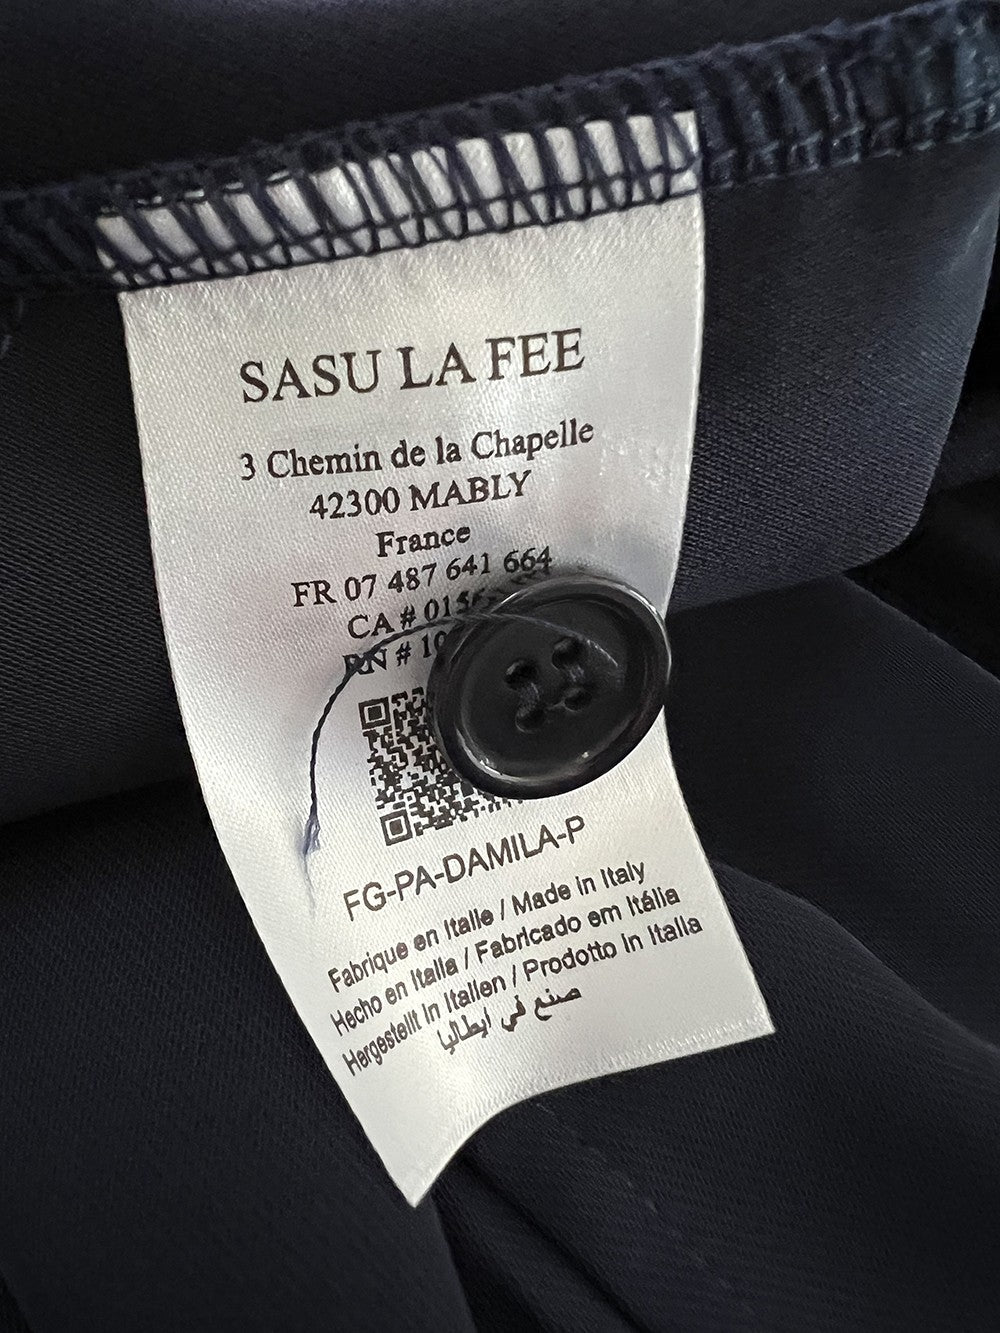 SASU LA FEE
3 Chemin de la Chapelle
42300 MABLY
France
FR 07 487 641 664
CA #
RN #
FG-PA-DAMILA-P
Fabrique en Italie / Made in Italy
Hecho en Italia / Fabricado em Itália
Hergestellt in Italien / Prodotto in Italia
صنع في ايطاليا